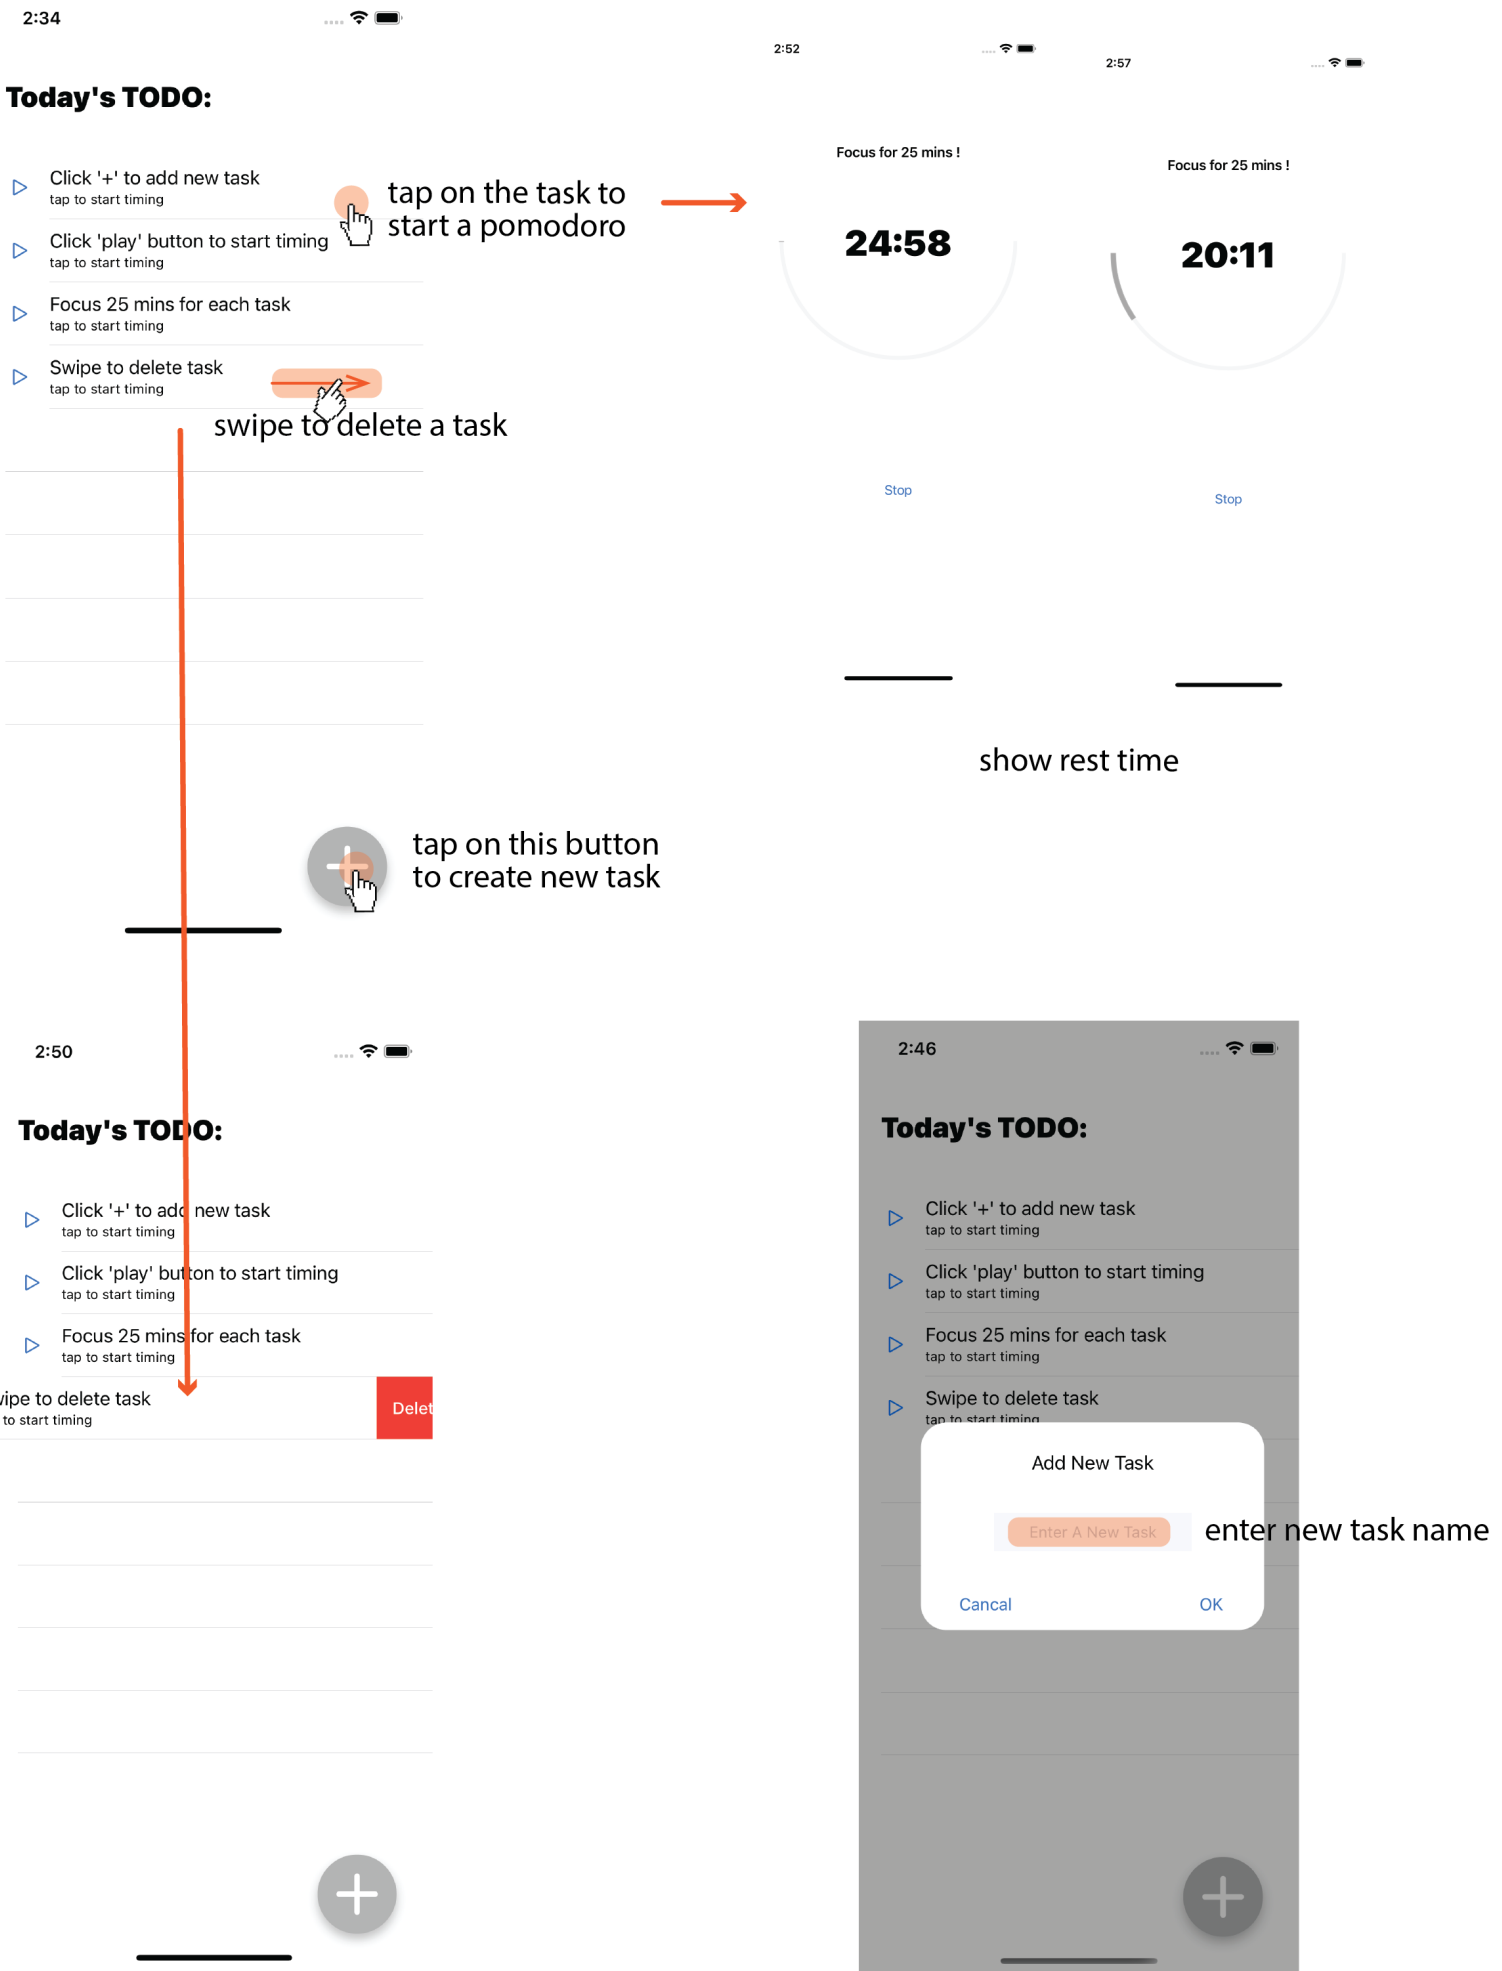 2:34
Today's TODO:
Click '+' to add new task
tap to start timing
Click 'play' button to start timing
tap to start timing
Focus 25 mins for each task
tap to start timing
Swipe to delete task
tap to start timing
tap on the task to
start a pomodoro
swipe to delete a task
tap on this button
to create new task
2:52
Focus for 25 mins !
24:58
Stop
2:57
Focus for 25 mins !
20:11
Stop
show rest time
2:50
Today's TODO:
Click '+' to add new task
tap to start timing
Click 'play' button to start timing
tap to start timing
Focus 25 mins for each task
tap to start timing
vipe to delete task
to start timing
Delet
2:46
Today's TODO:
Click '+' to add new task
tap to start timing
Click 'play' button to start timing
tap to start timing
Focus 25 mins for each task
tap to start timing
Swipe to delete task
tap to start timing
Add New Task
Enter A New Task
enter new task name
Cancal
OK